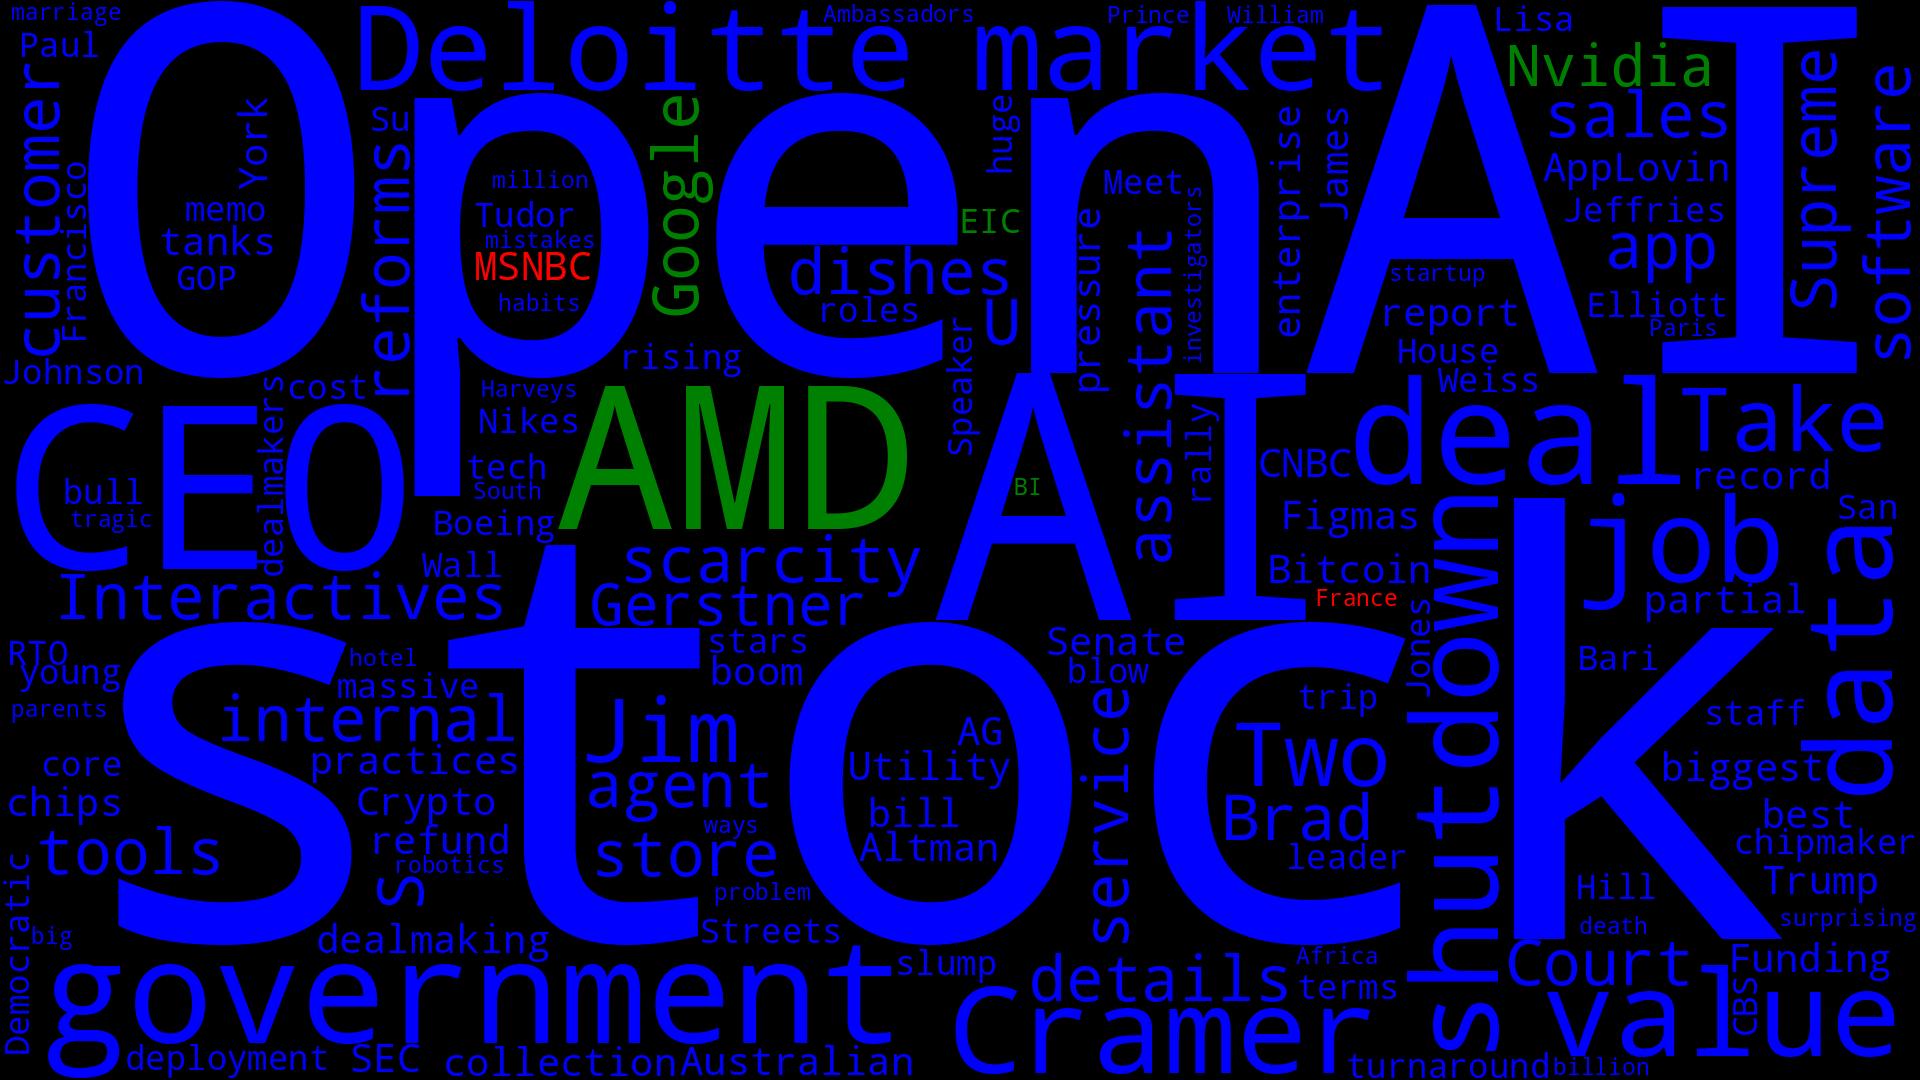 marriage
Ambassadors
Prince
William
Lisa
Paul
Deloitte
market
Nvidia
OpenAI
customer
York
Su
Google
huge
enterprise
James
sales
Supreme
software
Francisco
memo
tanks
GOP
reforms
million
Tudor
mistakes
MSNBC
habits
EIC
Meet
investigators
AppLovin
Jeffries
app
dishes
roles
U
pressure
assistant
startup
report
Elliott
Paris
Johnson
cost
rising
Speaker
House
Weiss
CEO
dealmakers
Harveys
Nikes
AMD
AI
rally
CNBC
deal
Take
record
bull
tragic
tech
South
Boeing
BI
Figmas
job
San
Wall
scarcity
Bitcoin
France
Interactives
Gerstner
partial
data
RTO
young
hotel
massive
stars
boom
Senate
blow
Jones
shutdown
Bari
parents
stock
internal
Jim
service
trip
staff
core
practices
agent
AG
Utility
Two
biggest
chips
Crypto
ways
bill
Brad
best
tools
refund
robotics
store
Altman
leader
chipmaker
Democratic
S
problem
Hill
Trump
big
dealmaking
Streets
death
surprising
government
slump
details
Africa
terms
Court
Funding
Cramer
value
CBS
deployment
SEC
collection
Australian
turnaround
billion